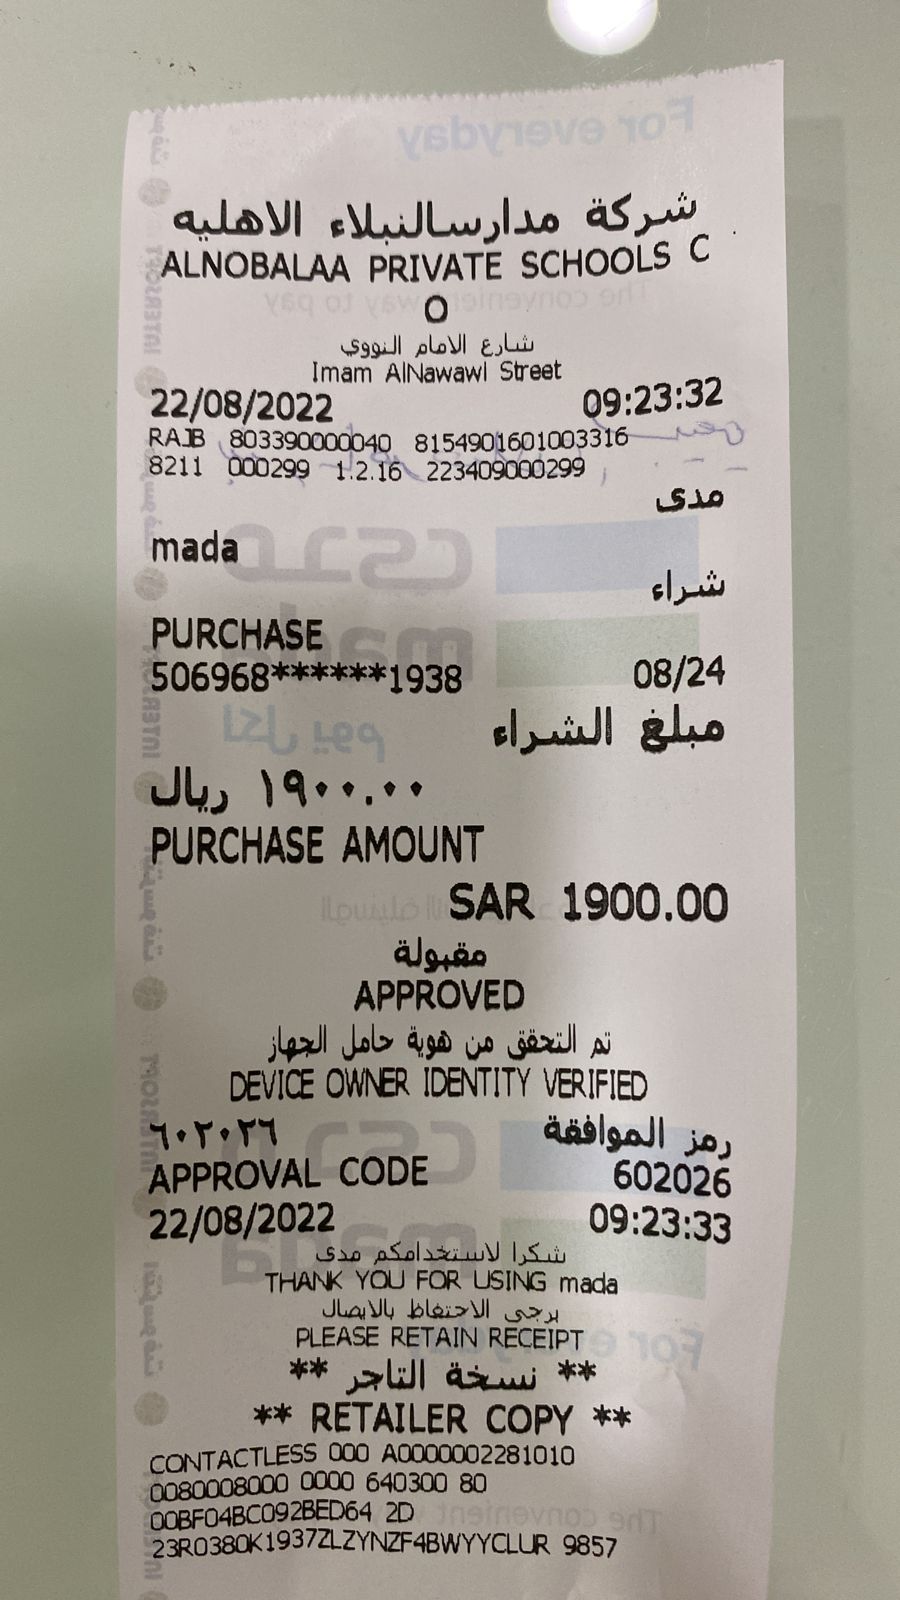 For everyday
شركة مدارسالنبلاء الاهليه
ALNOBALAA PRIVATE SCHOOLS C
O
شارع الامام النووي
Imam AlNawawI Street
22/08/2022 09:23:32
RAJB 803390000040 8154901601003316
8211 000299 1.2.16 223409000299
مدى
mada
شراء
PURCHASE
506968******1938 08/24
مبلغ الشراء
١٩٠٠.٠٠ ريال
PURCHASE AMOUNT
SAR 1900.00
مقبولة
APPROVED
تم التحقق من هوية حامل الجهاز
DEVICE OWNER IDENTITY VERIFIED
رمز الموافقة ٦٠٢٠٢٦
APPROVAL CODE 602026
22/08/2022 09:23:33
شكرا لاستخدامكم مدى
THANK YOU FOR USING mada
يرجى الاحتفاظ بالايصال
PLEASE RETAIN RECEIPT
** نسخة التاجر **
** RETAILER COPY **
CONTACTLESS 000 A0000002281010
0080008000 0000 640300 80
00BF04BC092BED64 2D
23R0380K1937ZLZYNZF4BWYYCLUR 9857